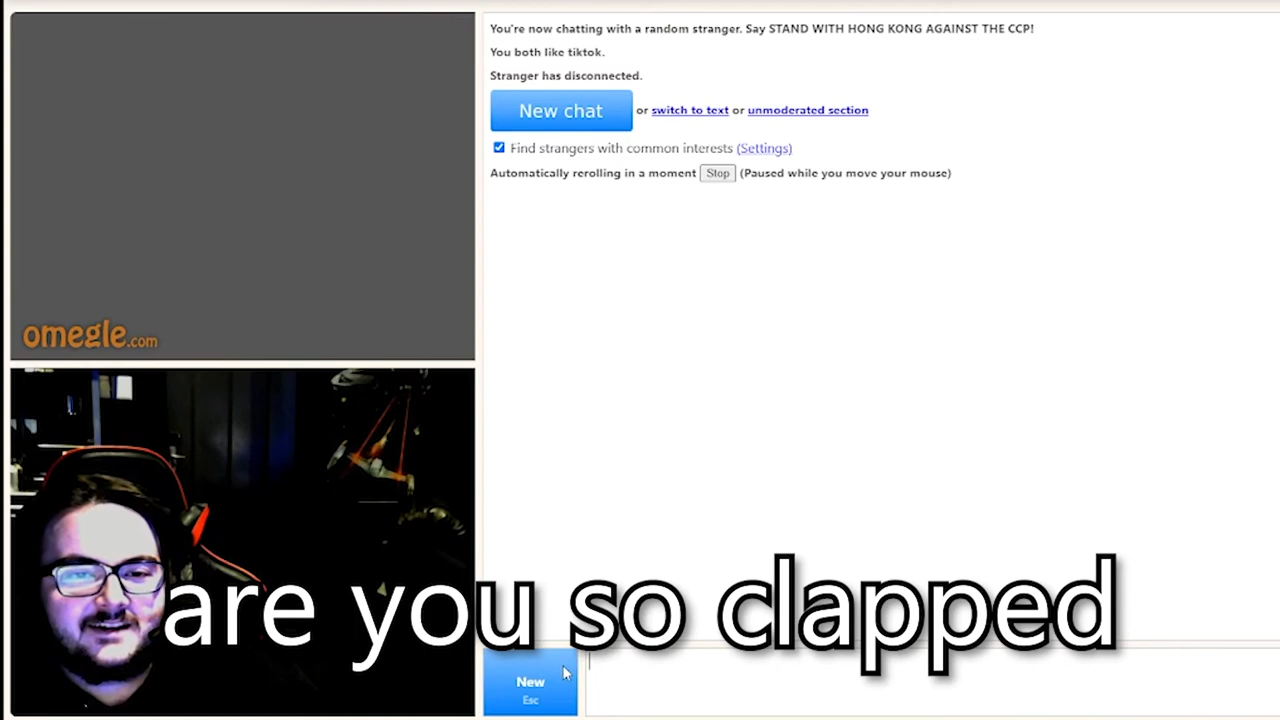 You're now chatting with a random stranger. Say STAND WITH HONG KONG AGAINST THE CCP!
You both like tiktok.
Stranger has disconnected.
New chat or switch to text or unmoderated section
Find strangers with common interests (Settings)
Automatically rerolling in a moment Stop (Paused while you move your mouse)
omegle.com
are you so clapped
New
Esc